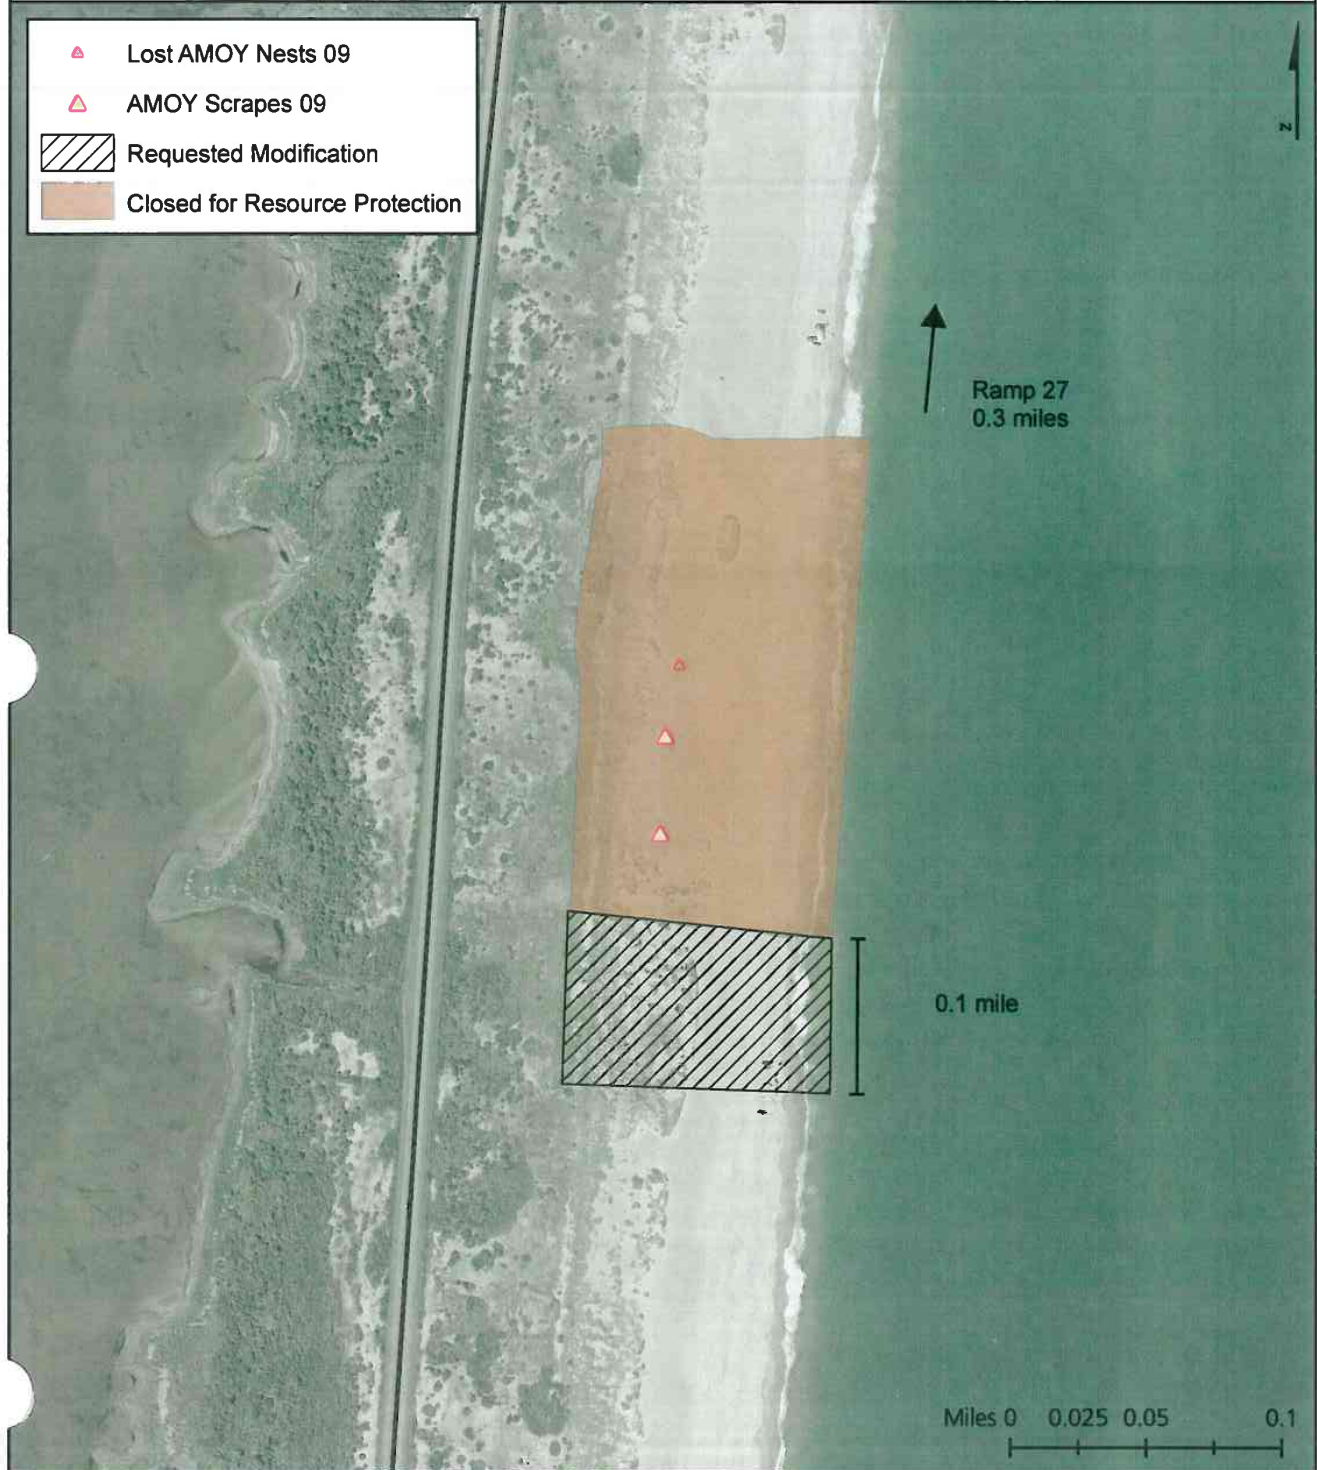 Lost AMOY Nests 09
AMOY Scrapes 09
Requested Modification
Closed for Resource Protection
N
Ramp 27
0.3 miles
0.1 mile
Miles 0 0.025 0.05 0.1